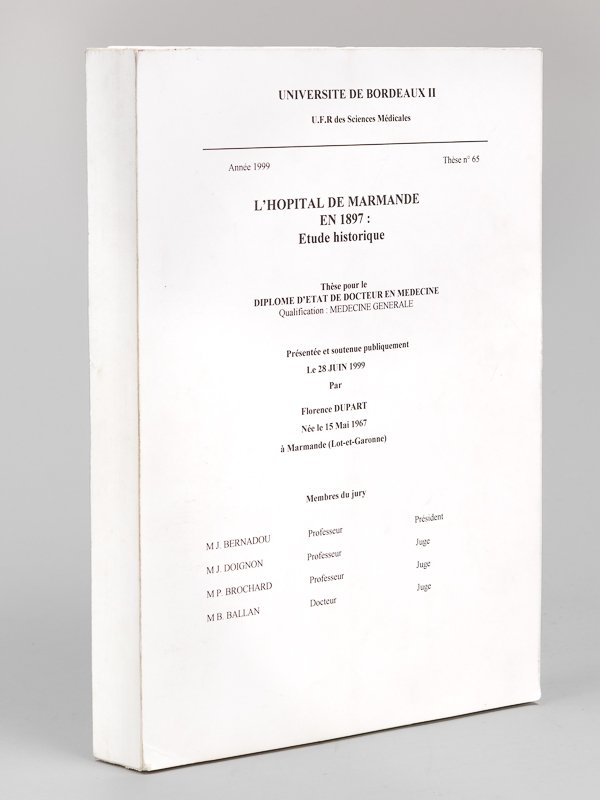 UNIVERSITE DE BORDEAUX II
U.F.R des Sciences Médicales
Année 1999 Thèse n° 65
L'HOPITAL DE MARMANDE
EN 1897 :
Etude historique
Thèse pour le
DIPLOME D'ETAT DE DOCTEUR EN MEDECINE
Qualification : MEDECINE GENERALE
Présentée et soutenue publiquement
Le 28 JUIN 1999
Par
Florence DUPART
Née le 15 Mai 1967
à Marmande (Lot-et-Garonne)
Membres du jury
M J. BERNADOU Professeur Président
M J. DOIGNON Professeur Juge
M P. BROCHARD Professeur Juge
M B. BALLAN Docteur Juge